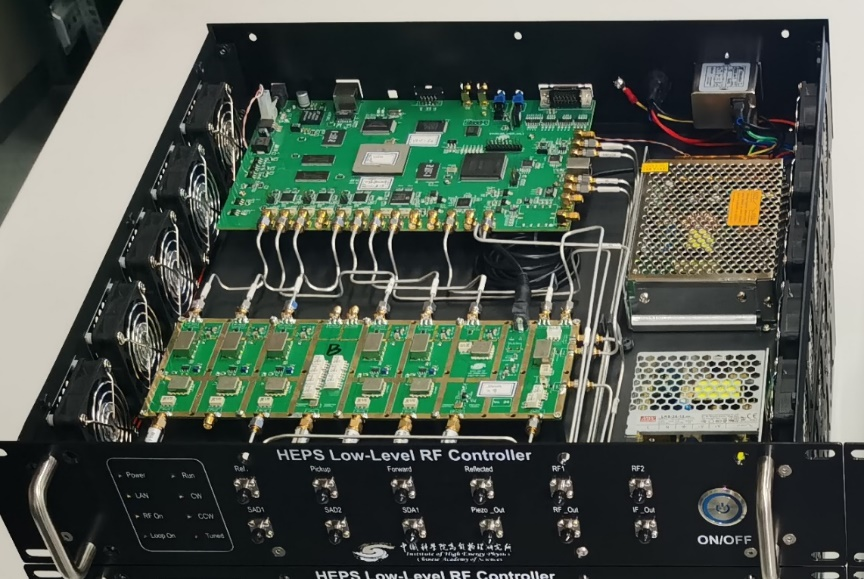 B
HEPS Low-Level RF Controller
Power Run
LAN CW
RF On CCW
Loop On Tuned
Ref. Pickup Forward Reflected RF1 RF2
SAD1 SAD2 SDA1 Piezo_Out RF_Out IF_Out
ON/OFF
中国科学院高能物理研究所
Institute of High Energy Physics
Chinese Academy of Sciences
HEPS Low-Level RF Controller